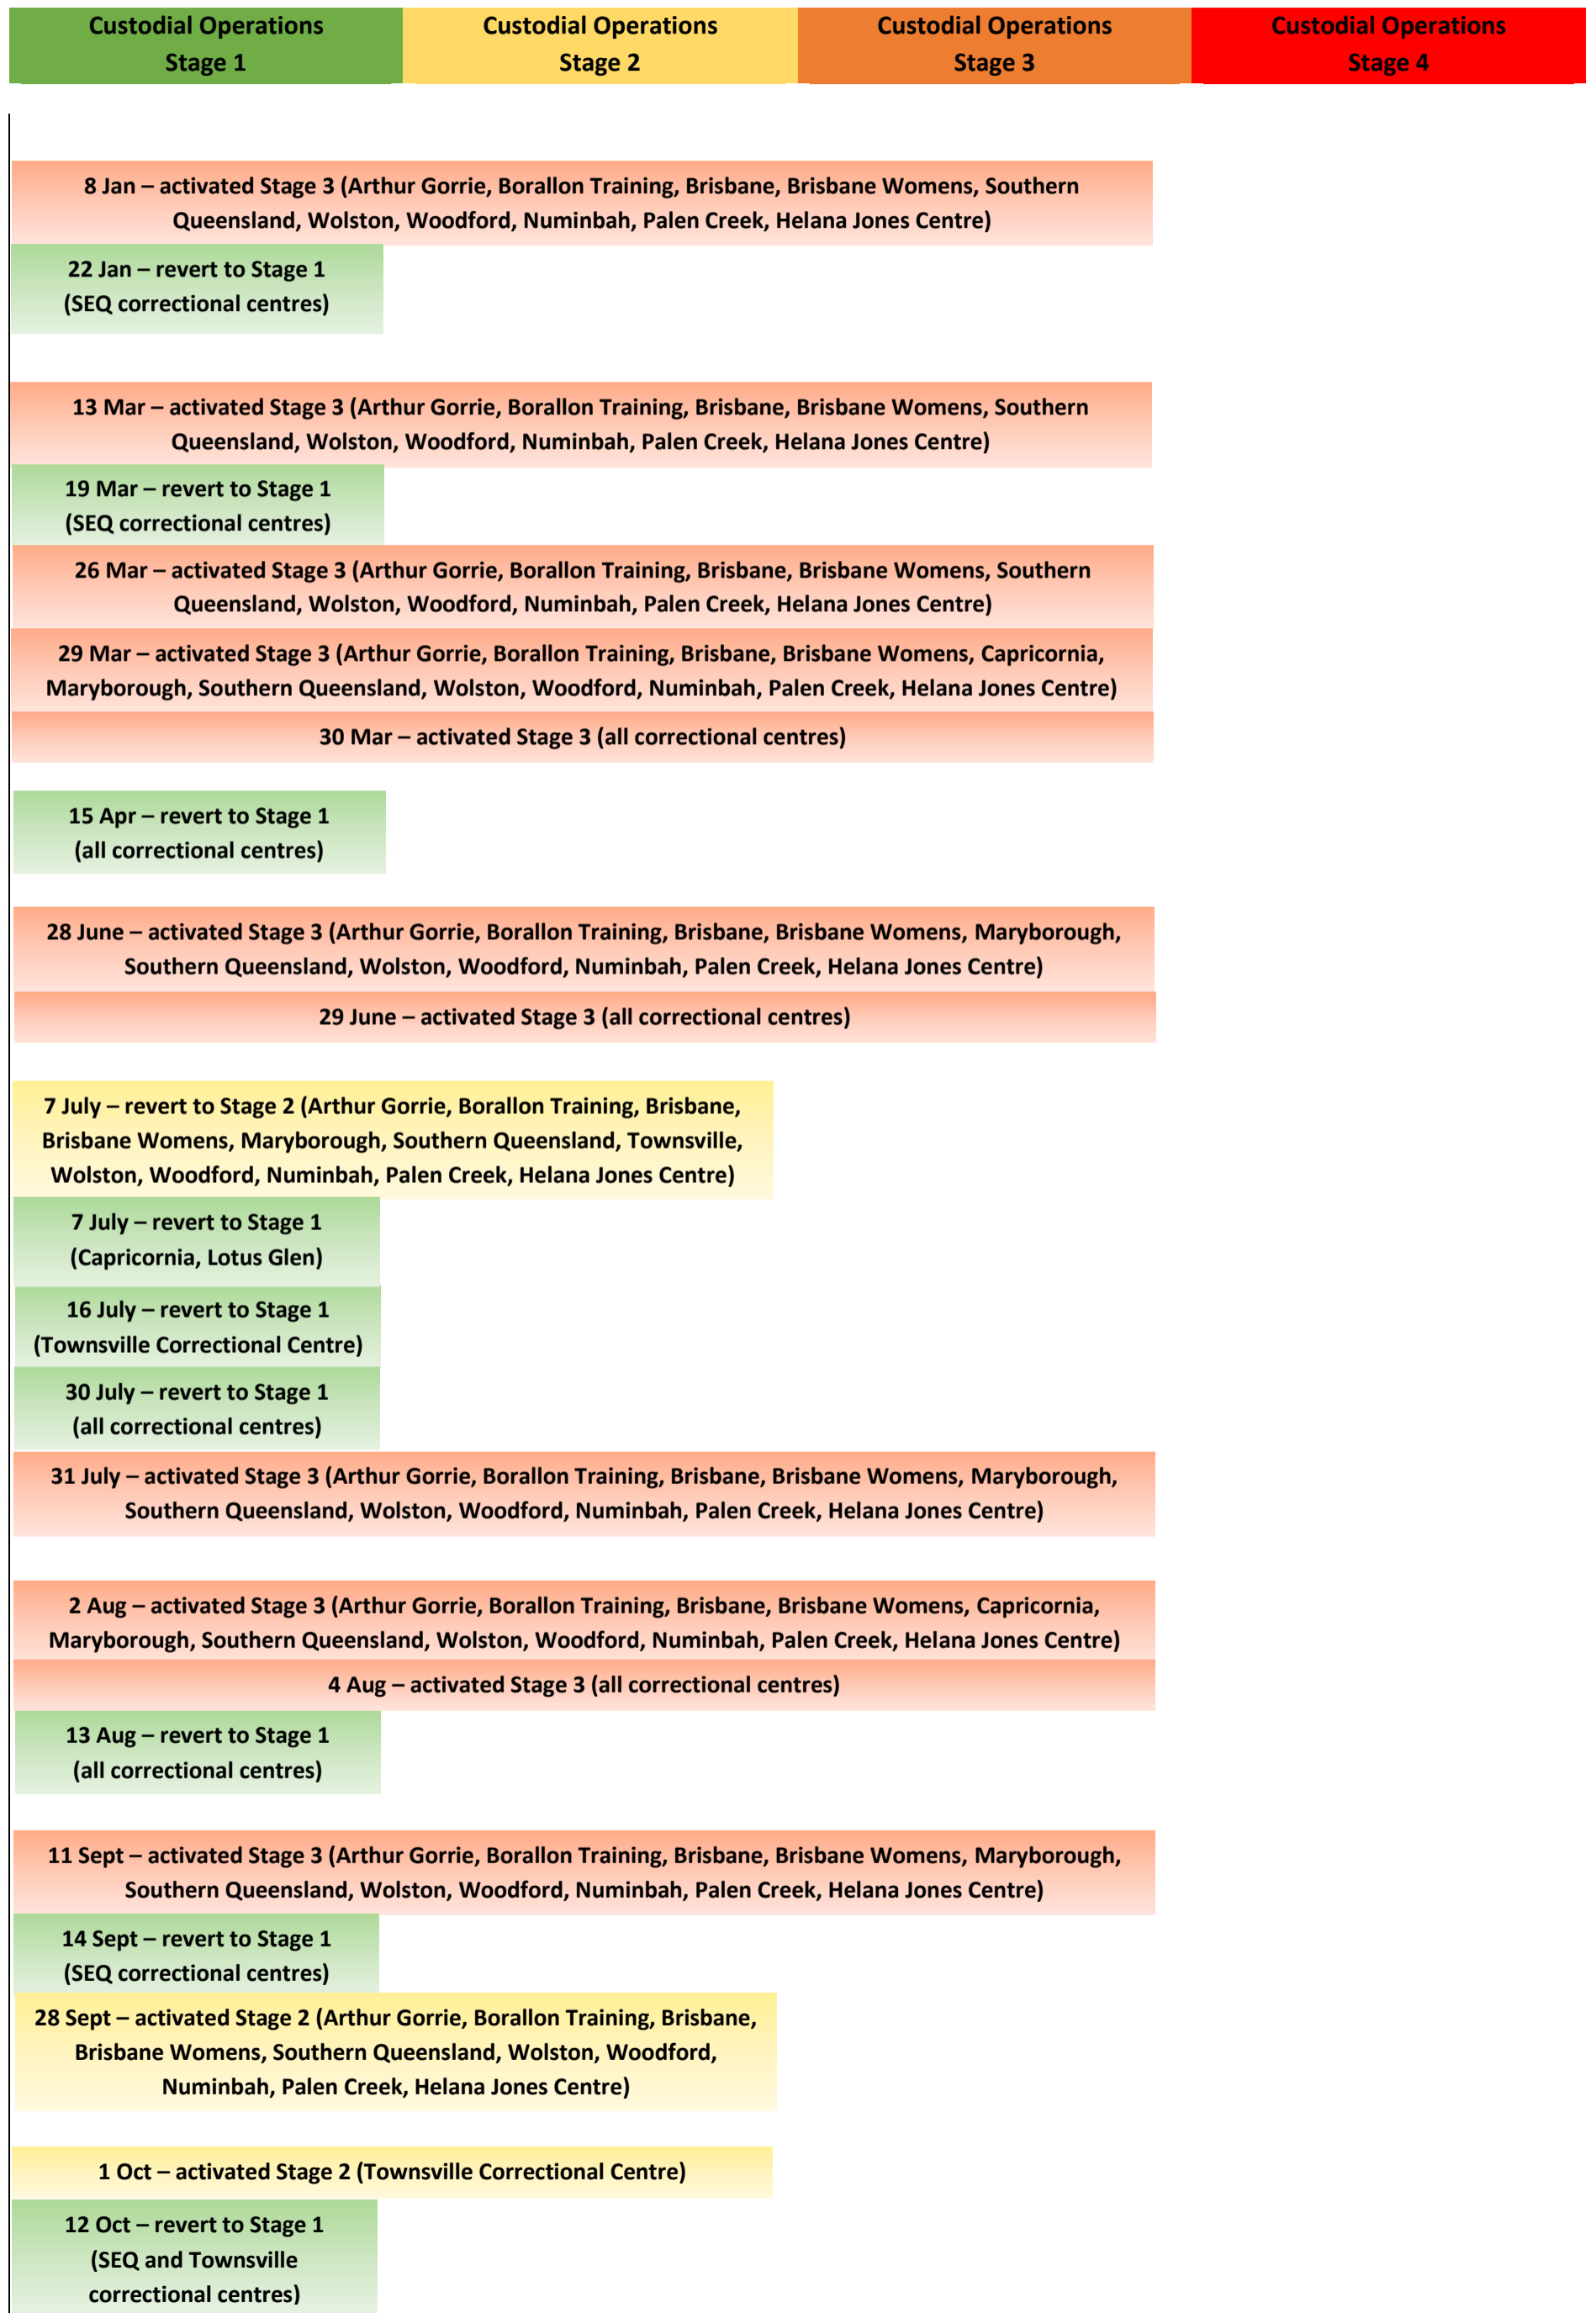 Custodial Operations
Stage 1
Custodial Operations
Stage 2
Custodial Operations
Stage 3
Custodial Operations
Stage 4
8 Jan – activated Stage 3 (Arthur Gorrie, Borallon Training, Brisbane, Brisbane Womens, Southern
Queensland, Wolston, Woodford, Numinbah, Palen Creek, Helana Jones Centre)
22 Jan – revert to Stage 1
(SEQ correctional centres)
13 Mar – activated Stage 3 (Arthur Gorrie, Borallon Training, Brisbane, Brisbane Womens, Southern
Queensland, Wolston, Woodford, Numinbah, Palen Creek, Helana Jones Centre)
19 Mar – revert to Stage 1
(SEQ correctional centres)
26 Mar – activated Stage 3 (Arthur Gorrie, Borallon Training, Brisbane, Brisbane Womens, Southern
Queensland, Wolston, Woodford, Numinbah, Palen Creek, Helana Jones Centre)
29 Mar – activated Stage 3 (Arthur Gorrie, Borallon Training, Brisbane, Brisbane Womens, Capricornia,
Maryborough, Southern Queensland, Wolston, Woodford, Numinbah, Palen Creek, Helana Jones Centre)
30 Mar – activated Stage 3 (all correctional centres)
15 Apr – revert to Stage 1
(all correctional centres)
28 June – activated Stage 3 (Arthur Gorrie, Borallon Training, Brisbane, Brisbane Womens, Maryborough,
Southern Queensland, Wolston, Woodford, Numinbah, Palen Creek, Helana Jones Centre)
29 June – activated Stage 3 (all correctional centres)
7 July – revert to Stage 2 (Arthur Gorrie, Borallon Training, Brisbane,
Brisbane Womens, Maryborough, Southern Queensland, Townsville,
Wolston, Woodford, Numinbah, Palen Creek, Helana Jones Centre)
7 July – revert to Stage 1
(Capricornia, Lotus Glen)
16 July – revert to Stage 1
(Townsville Correctional Centre)
30 July – revert to Stage 1
(all correctional centres)
31 July – activated Stage 3 (Arthur Gorrie, Borallon Training, Brisbane, Brisbane Womens, Maryborough,
Southern Queensland, Wolston, Woodford, Numinbah, Palen Creek, Helana Jones Centre)
2 Aug – activated Stage 3 (Arthur Gorrie, Borallon Training, Brisbane, Brisbane Womens, Capricornia,
Maryborough, Southern Queensland, Wolston, Woodford, Numinbah, Palen Creek, Helana Jones Centre)
4 Aug – activated Stage 3 (all correctional centres)
13 Aug – revert to Stage 1
(all correctional centres)
11 Sept – activated Stage 3 (Arthur Gorrie, Borallon Training, Brisbane, Brisbane Womens, Maryborough,
Southern Queensland, Wolston, Woodford, Numinbah, Palen Creek, Helana Jones Centre)
14 Sept – revert to Stage 1
(SEQ correctional centres)
28 Sept – activated Stage 2 (Arthur Gorrie, Borallon Training, Brisbane,
Brisbane Womens, Southern Queensland, Wolston, Woodford,
Numinbah, Palen Creek, Helana Jones Centre)
1 Oct – activated Stage 2 (Townsville Correctional Centre)
12 Oct – revert to Stage 1
(SEQ and Townsville
correctional centres)